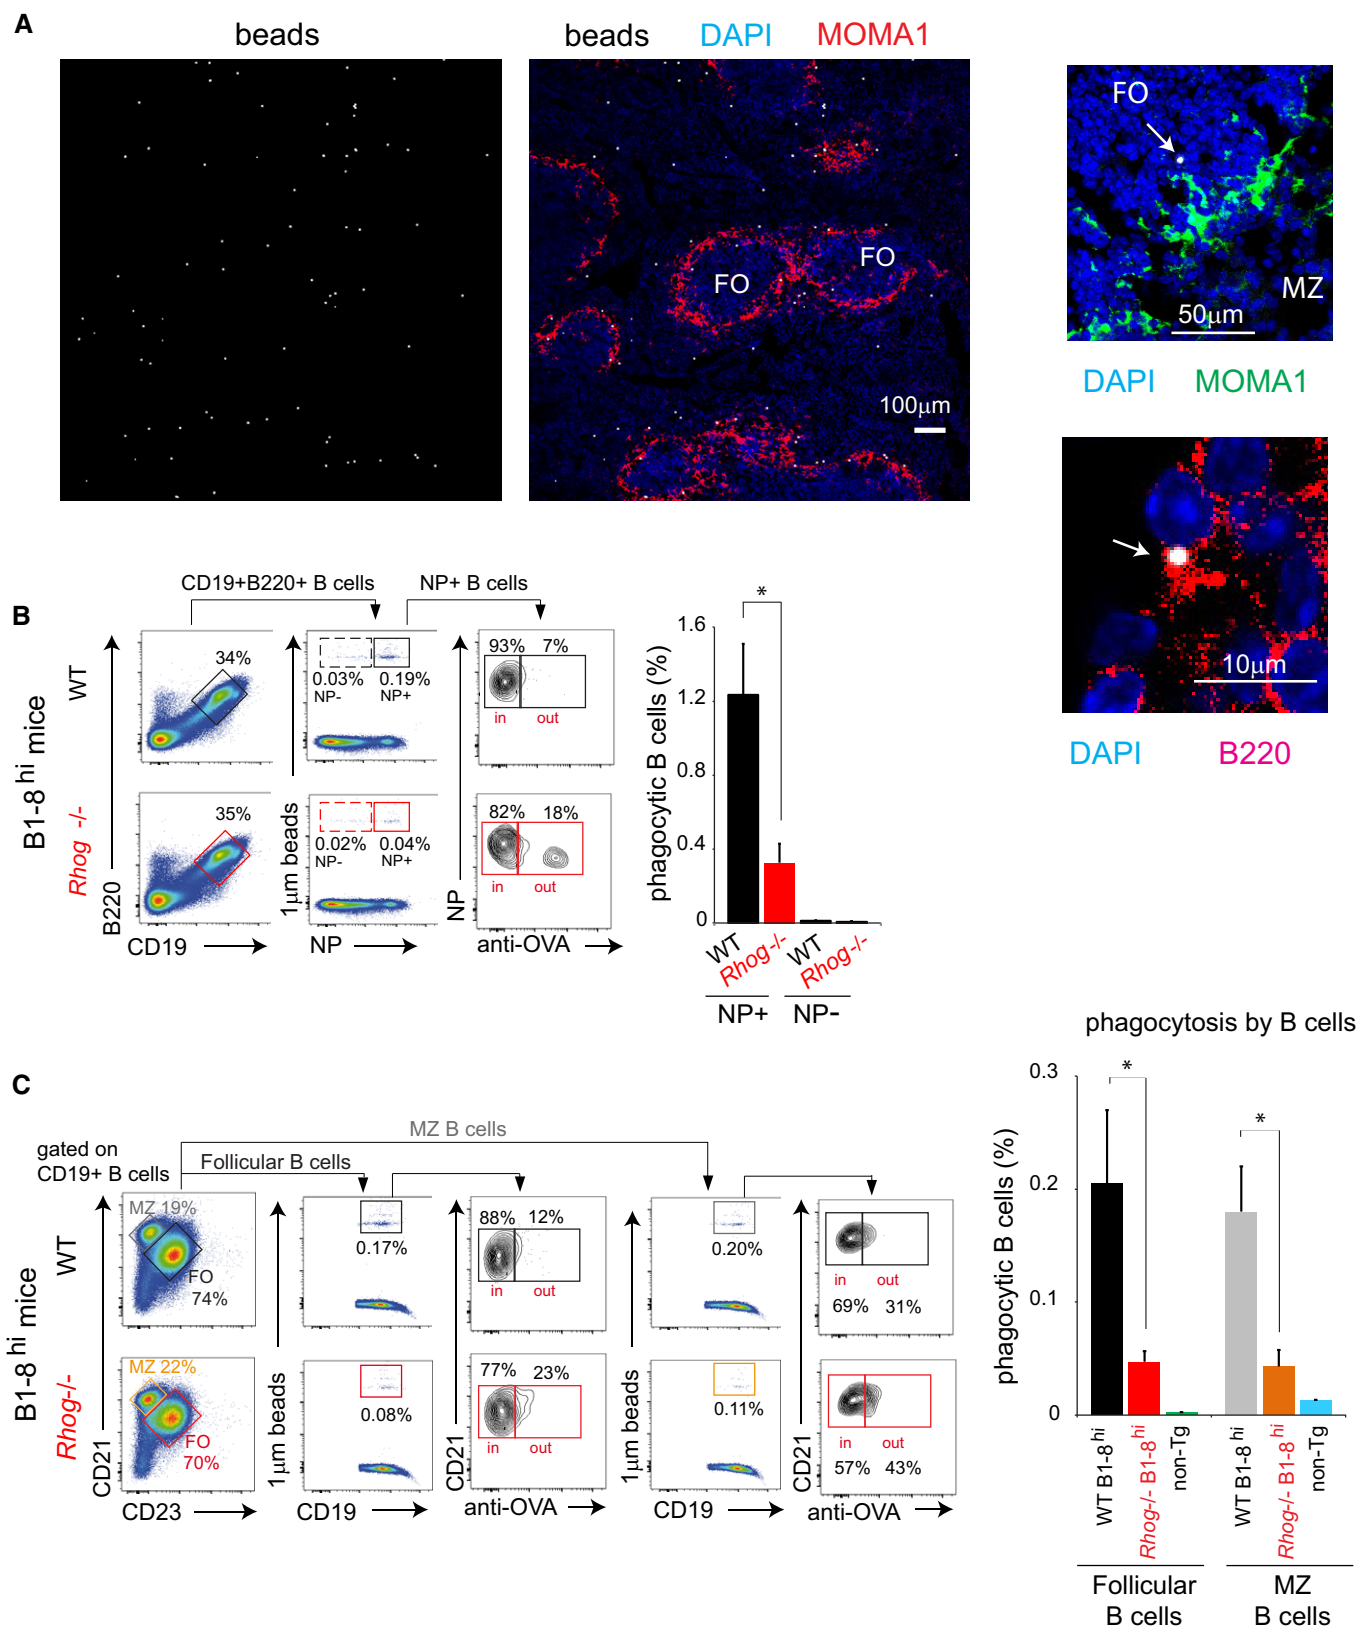 A
beads
beads DAPI MOMA1
FO
FO
100μm
FO
MZ
50μm
DAPI MOMA1
10μm
DAPI B220
B
CD19+B220+ B cells
NP+ B cells
B1-8 hi mice
WT
Rhog -/-
34%
0.03%
NP-
0.19%
NP+
93% 7%
in out
35%
0.02%
NP-
0.04%
NP+
82% 18%
in out
B220
CD19
1μm beads
NP
NP
anti-OVA
phagocytic B cells (%)
1.6
1.2
0.8
0.4
0
*
WT
Rhog-/-
WT
Rhog-/-
NP+ NP-
C
gated on
CD19+ B cells
MZ B cells
Follicular B cells
B1-8 hi mice
WT
Rhog-/-
MZ 19%
FO
74%
0.17%
88% 12%
in out
0.20%
in out
69% 31%
MZ 22%
FO
70%
0.08%
77% 23%
in out
0.11%
in out
57% 43%
CD21
CD23
1μm beads
CD19
CD21
anti-OVA
1μm beads
CD19
CD21
anti-OVA
phagocytosis by B cells
phagocytic B cells (%)
0.3
0.2
0.1
0
*
*
WT B1-8 hi
Rhog-/- B1-8 hi
non-Tg
WT B1-8 hi
Rhog-/- B1-8 hi
non-Tg
Follicular
B cells
MZ
B cells